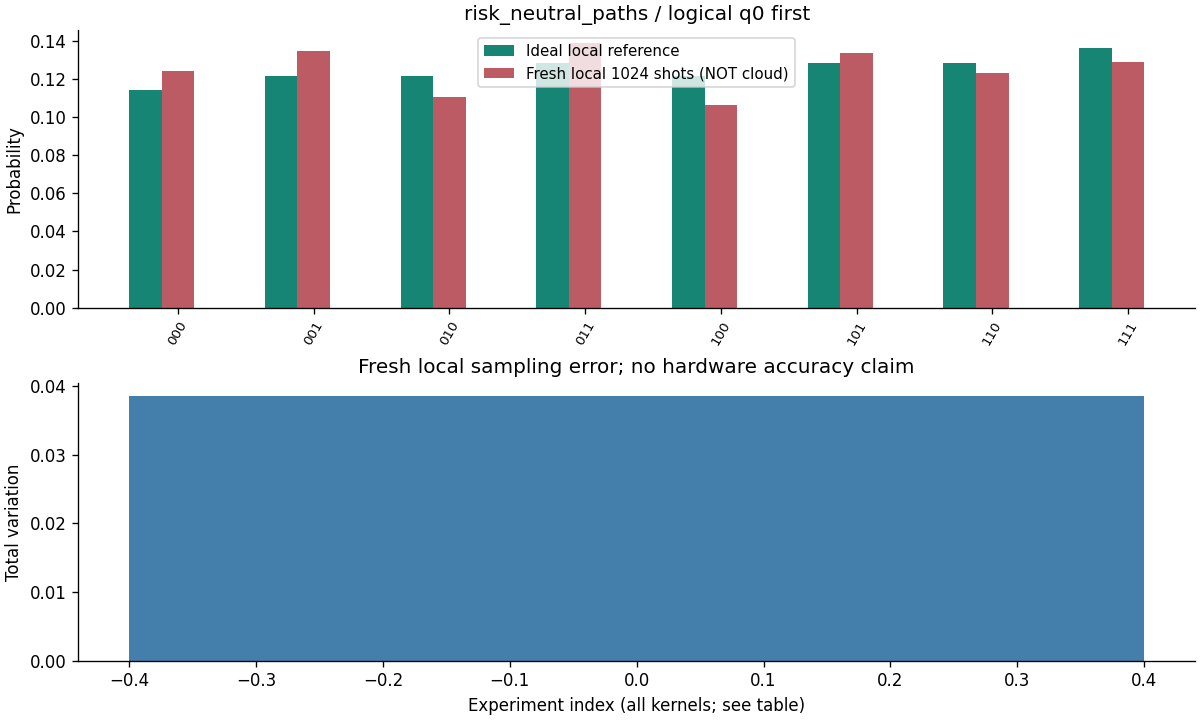 risk_neutral_paths / logical q0 first
Ideal local reference
Fresh local 1024 shots (NOT cloud)
Probability
0.14
0.12
0.10
0.08
0.06
0.04
0.02
0.00
000 001 010 011 100 101 110 111
Fresh local sampling error; no hardware accuracy claim
Total variation
0.04
0.03
0.02
0.01
0.00
−0.4 −0.3 −0.2 −0.1 0.0 0.1 0.2 0.3 0.4
Experiment index (all kernels; see table)